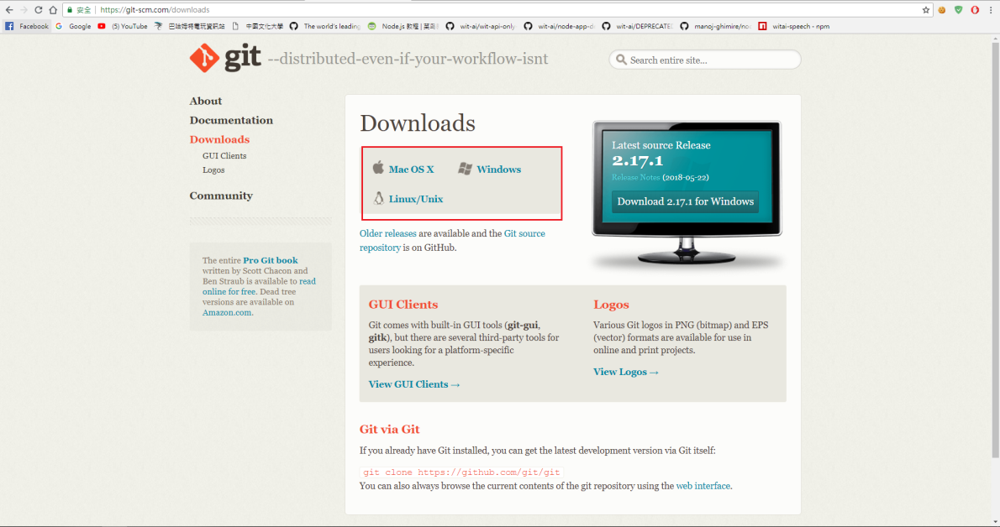 安全 | https://git-scm.com/downloads
Facebook Google (5) YouTube 巴哈姆特電玩資訊站 中國文化大學 The world's leading Node.js 教程 | 菜鳥 wit-ai/wit-api-only wit-ai/node-app-d wit-ai/DEPRECATED manoj-ghimire/no witai-speech - npm
git --distributed-even-if-your-workflow-isnt
Search entire site...
About
Documentation
Downloads
GUI Clients
Logos
Community
The entire Pro Git book
written by Scott Chacon and
Ben Straub is available to read
online for free. Dead tree
versions are available on
Amazon.com.
Downloads
Mac OS X Windows
Linux/Unix
Older releases are available and the Git source
repository is on GitHub.
Latest source Release
2.17.1
Release Notes (2018-05-22)
Download 2.17.1 for Windows
GUI Clients
Git comes with built-in GUI tools (git-gui,
gitk), but there are several third-party tools for
users looking for a platform-specific
experience.
View GUI Clients →
Logos
Various Git logos in PNG (bitmap) and EPS
(vector) formats are available for use in
online and print projects.
View Logos →
Git via Git
If you already have Git installed, you can get the latest development version via Git itself:
git clone https://github.com/git/git
You can also always browse the current contents of the git repository using the web interface.